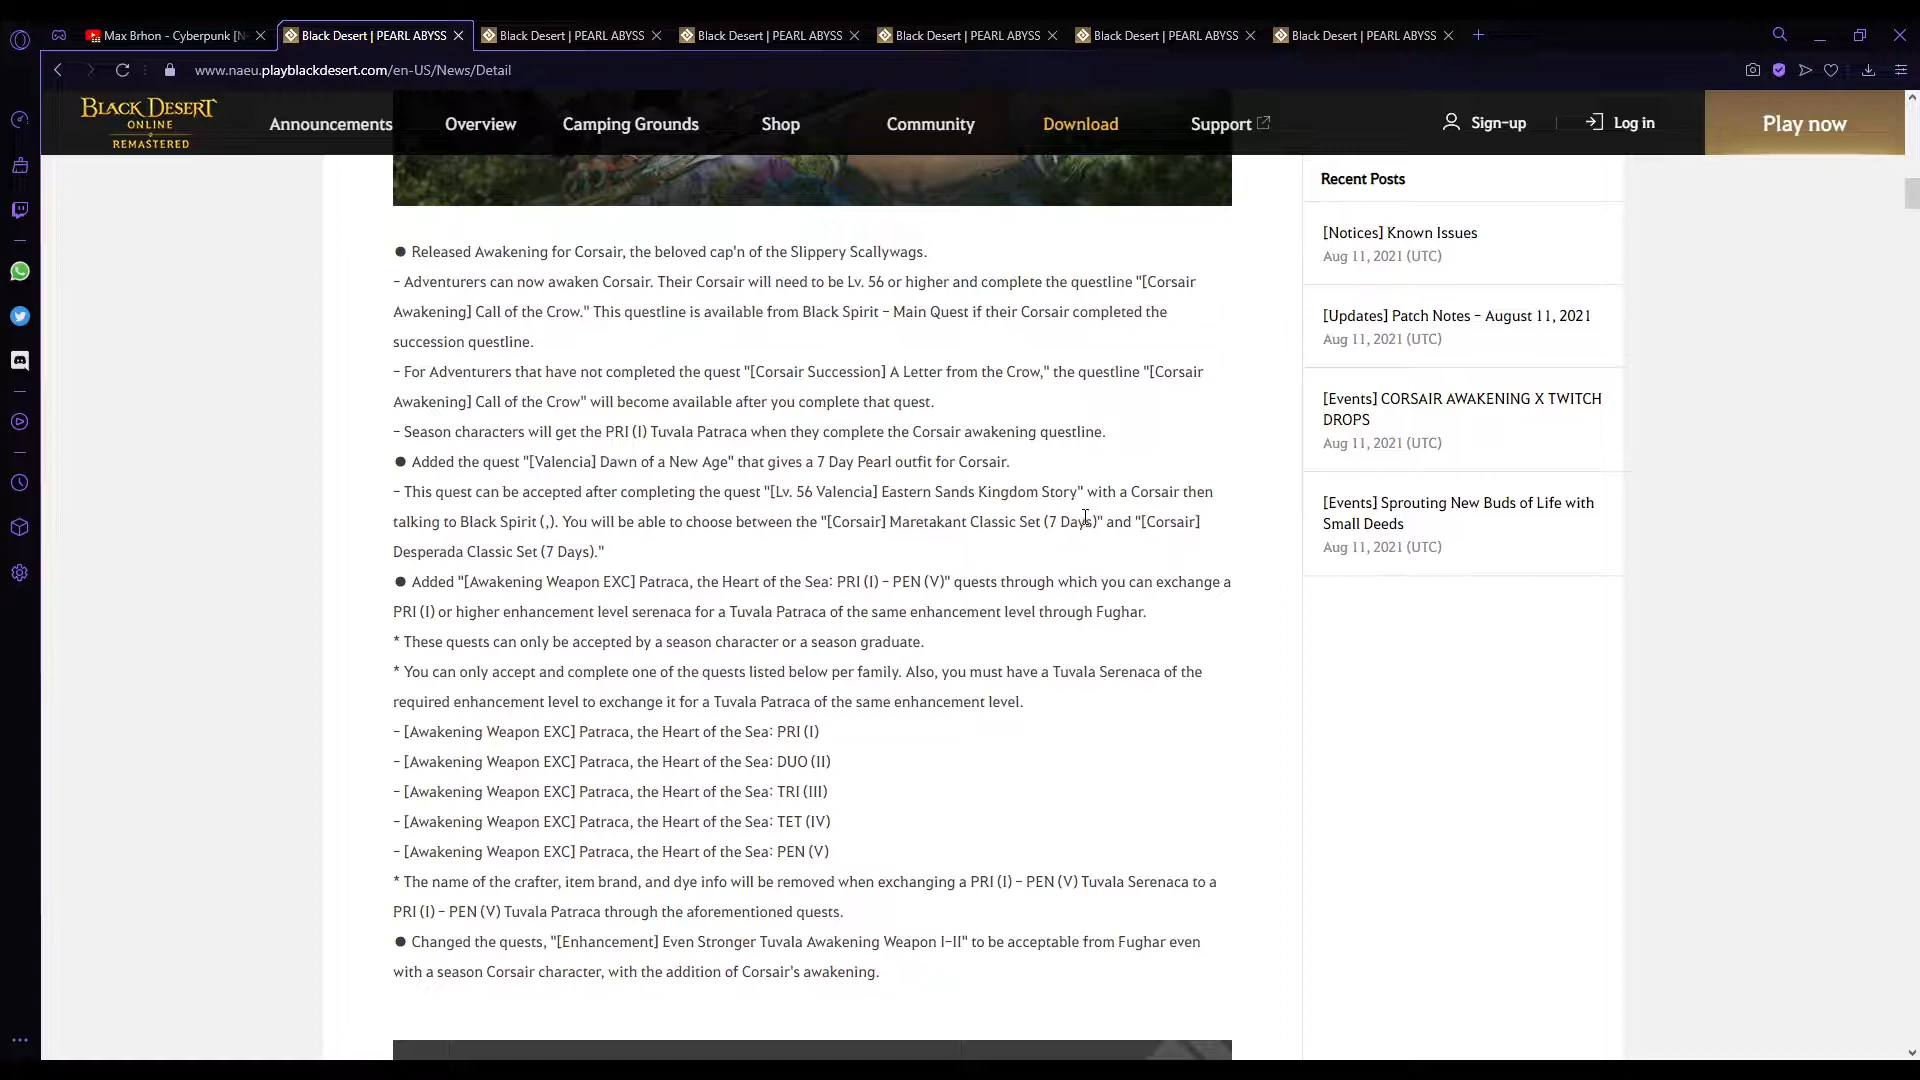 Max Brhon - Cyberpunk [N
Black Desert | PEARL ABYSS
Black Desert | PEARL ABYSS
Black Desert | PEARL ABYSS
Black Desert | PEARL ABYSS
Black Desert | PEARL ABYSS
Black Desert | PEARL ABYSS
www.naeu.playblackdesert.com/en-US/News/Detail
BLACK DESERT
ONLINE
REMASTERED
Announcements
Overview
Camping Grounds
Shop
Community
Download
Support
Sign-up
Log in
Play now
● Released Awakening for Corsair, the beloved cap'n of the Slippery Scallywags.
– Adventurers can now awaken Corsair. Their Corsair will need to be Lv. 56 or higher and complete the questline "[Corsair
Awakening] Call of the Crow." This questline is available from Black Spirit – Main Quest if their Corsair completed the
succession questline.
– For Adventurers that have not completed the quest "[Corsair Succession] A Letter from the Crow," the questline "[Corsair
Awakening] Call of the Crow" will become available after you complete that quest.
– Season characters will get the PRI (I) Tuvala Patraca when they complete the Corsair awakening questline.
● Added the quest "[Valencia] Dawn of a New Age" that gives a 7 Day Pearl outfit for Corsair.
– This quest can be accepted after completing the quest "[Lv. 56 Valencia] Eastern Sands Kingdom Story" with a Corsair then
talking to Black Spirit (,). You will be able to choose between the "[Corsair] Maretakant Classic Set (7 Days)" and "[Corsair]
Desperada Classic Set (7 Days)."
● Added "[Awakening Weapon EXC] Patraca, the Heart of the Sea: PRI (I) – PEN (V)" quests through which you can exchange a
PRI (I) or higher enhancement level serenaca for a Tuvala Patraca of the same enhancement level through Fughar.
* These quests can only be accepted by a season character or a season graduate.
* You can only accept and complete one of the quests listed below per family. Also, you must have a Tuvala Serenaca of the
required enhancement level to exchange it for a Tuvala Patraca of the same enhancement level.
– [Awakening Weapon EXC] Patraca, the Heart of the Sea: PRI (I)
– [Awakening Weapon EXC] Patraca, the Heart of the Sea: DUO (II)
– [Awakening Weapon EXC] Patraca, the Heart of the Sea: TRI (III)
– [Awakening Weapon EXC] Patraca, the Heart of the Sea: TET (IV)
– [Awakening Weapon EXC] Patraca, the Heart of the Sea: PEN (V)
* The name of the crafter, item brand, and dye info will be removed when exchanging a PRI (I) – PEN (V) Tuvala Serenaca to a
PRI (I) – PEN (V) Tuvala Patraca through the aforementioned quests.
● Changed the quests, "[Enhancement] Even Stronger Tuvala Awakening Weapon I–II" to be acceptable from Fughar even
with a season Corsair character, with the addition of Corsair's awakening.
Recent Posts
[Notices] Known Issues
Aug 11, 2021 (UTC)
[Updates] Patch Notes – August 11, 2021
Aug 11, 2021 (UTC)
[Events] CORSAIR AWAKENING X TWITCH
DROPS
Aug 11, 2021 (UTC)
[Events] Sprouting New Buds of Life with
Small Deeds
Aug 11, 2021 (UTC)